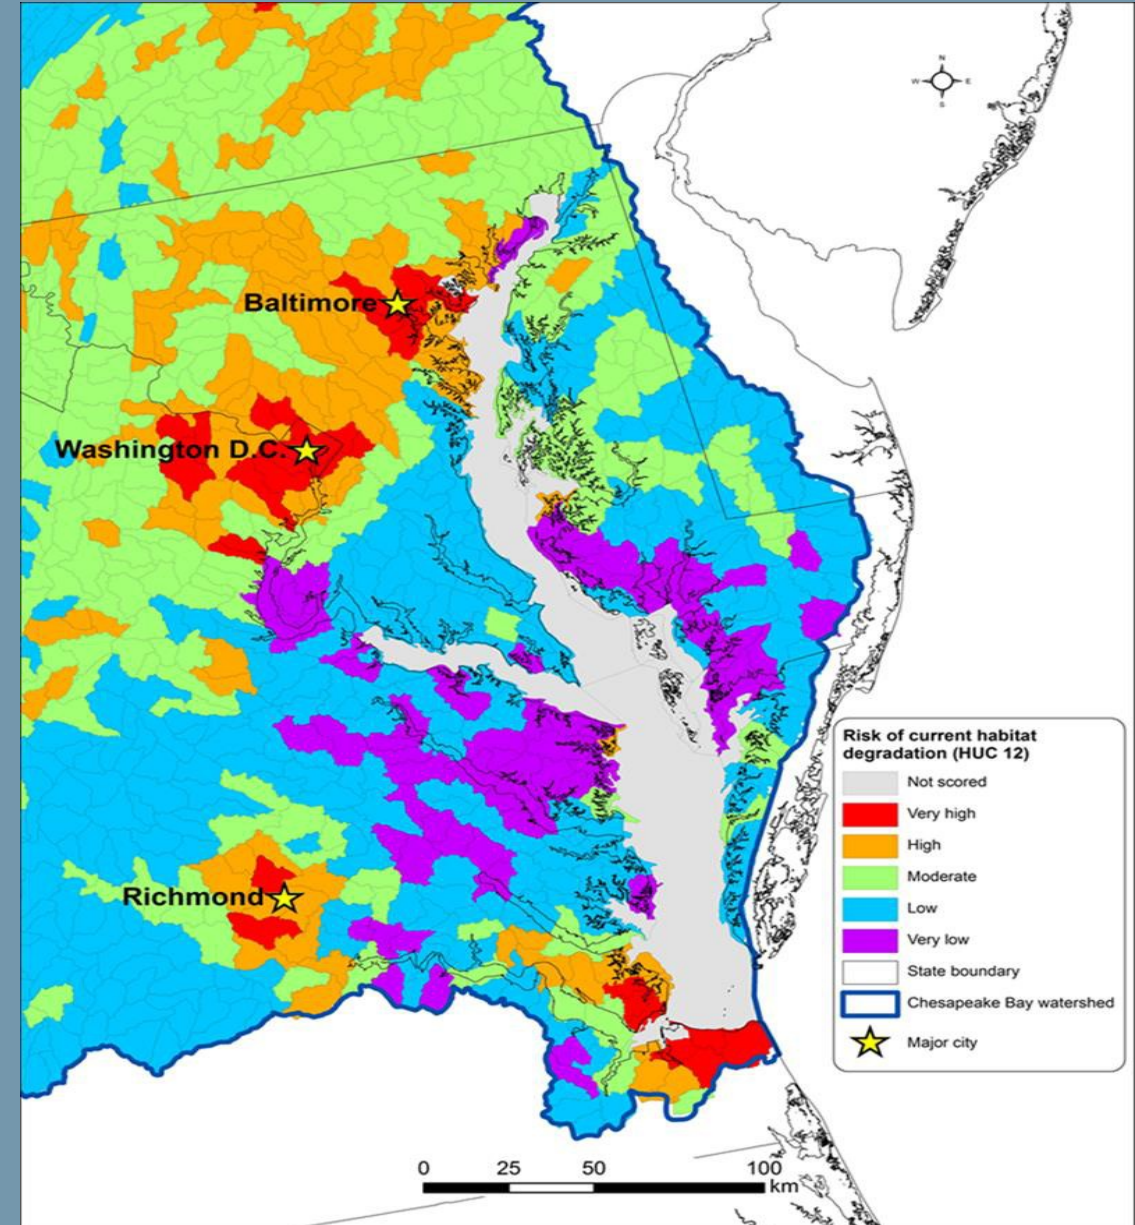 N
W
E
S
Baltimore
Washington D.C.
Richmond
Risk of current habitat
degradation (HUC 12)
Not scored
Very high
High
Moderate
Low
Very low
State boundary
Chesapeake Bay watershed
Major city
0 25 50 100
km